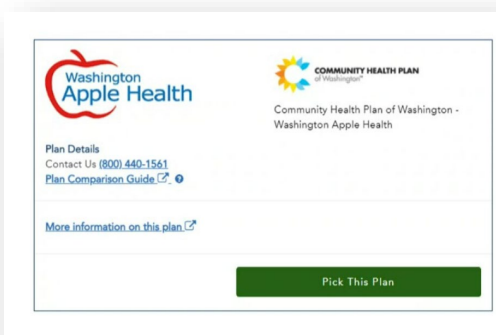 Washington
Apple Health
COMMUNITY HEALTH PLAN
of Washington™
Community Health Plan of Washington -
Washington Apple Health
Plan Details
Contact Us (800) 440-1561
Plan Comparison Guide
More information on this plan
Pick This Plan